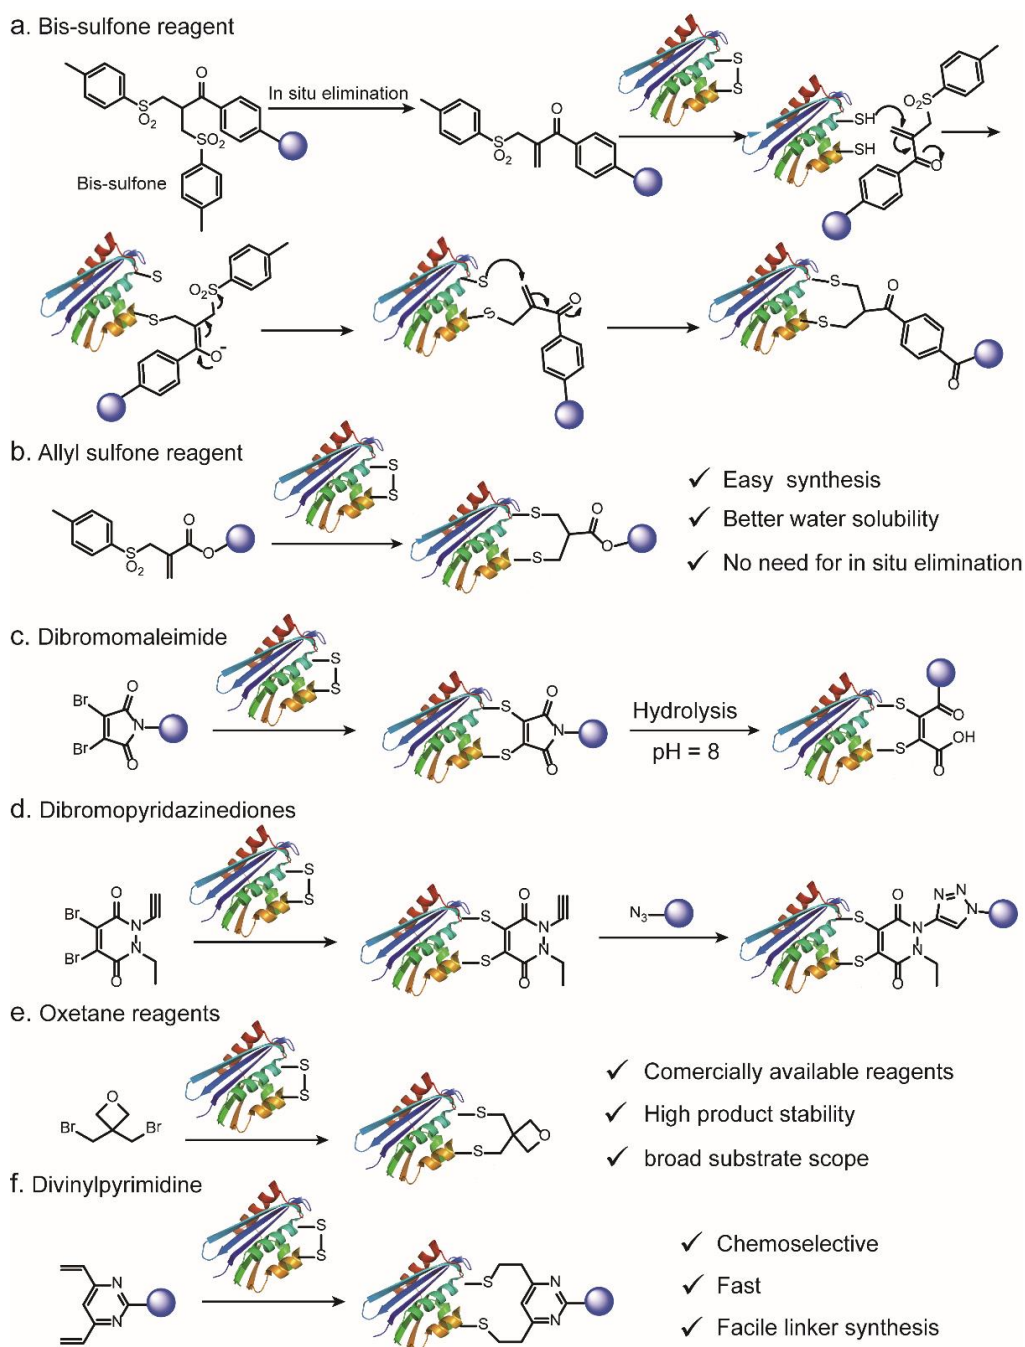 a. Bis-sulfone reagent
O
S
O₂
SO₂
Bis-sulfone
In situ elimination
O
S
O₂
S
S
SH
SH
O₂
S
O
S
S
O₂S
O⁻
S
S
O
S
S
O
O
b. Allyl sulfone reagent
S
S
O
S
O₂
O
S
S
O
O
✓ Easy synthesis
✓ Better water solubility
✓ No need for in situ elimination
c. Dibromomaleimide
S
S
Br
Br
O
N
O
S
S
O
N
O
Hydrolysis
pH = 8
S
S
O
OH
O
d. Dibromopyridazinediones
S
S
Br
Br
O
N
N
O
S
S
O
N
N
O
N₃
S
S
O
N
N
O
N
N
N
e. Oxetane reagents
S
S
O
Br
Br
S
S
O
✓ Comercially available reagents
✓ High product stability
✓ broad substrate scope
f. Divinylpyrimidine
S
S
N
N
S
S
N
N
✓ Chemoselective
✓ Fast
✓ Facile linker synthesis